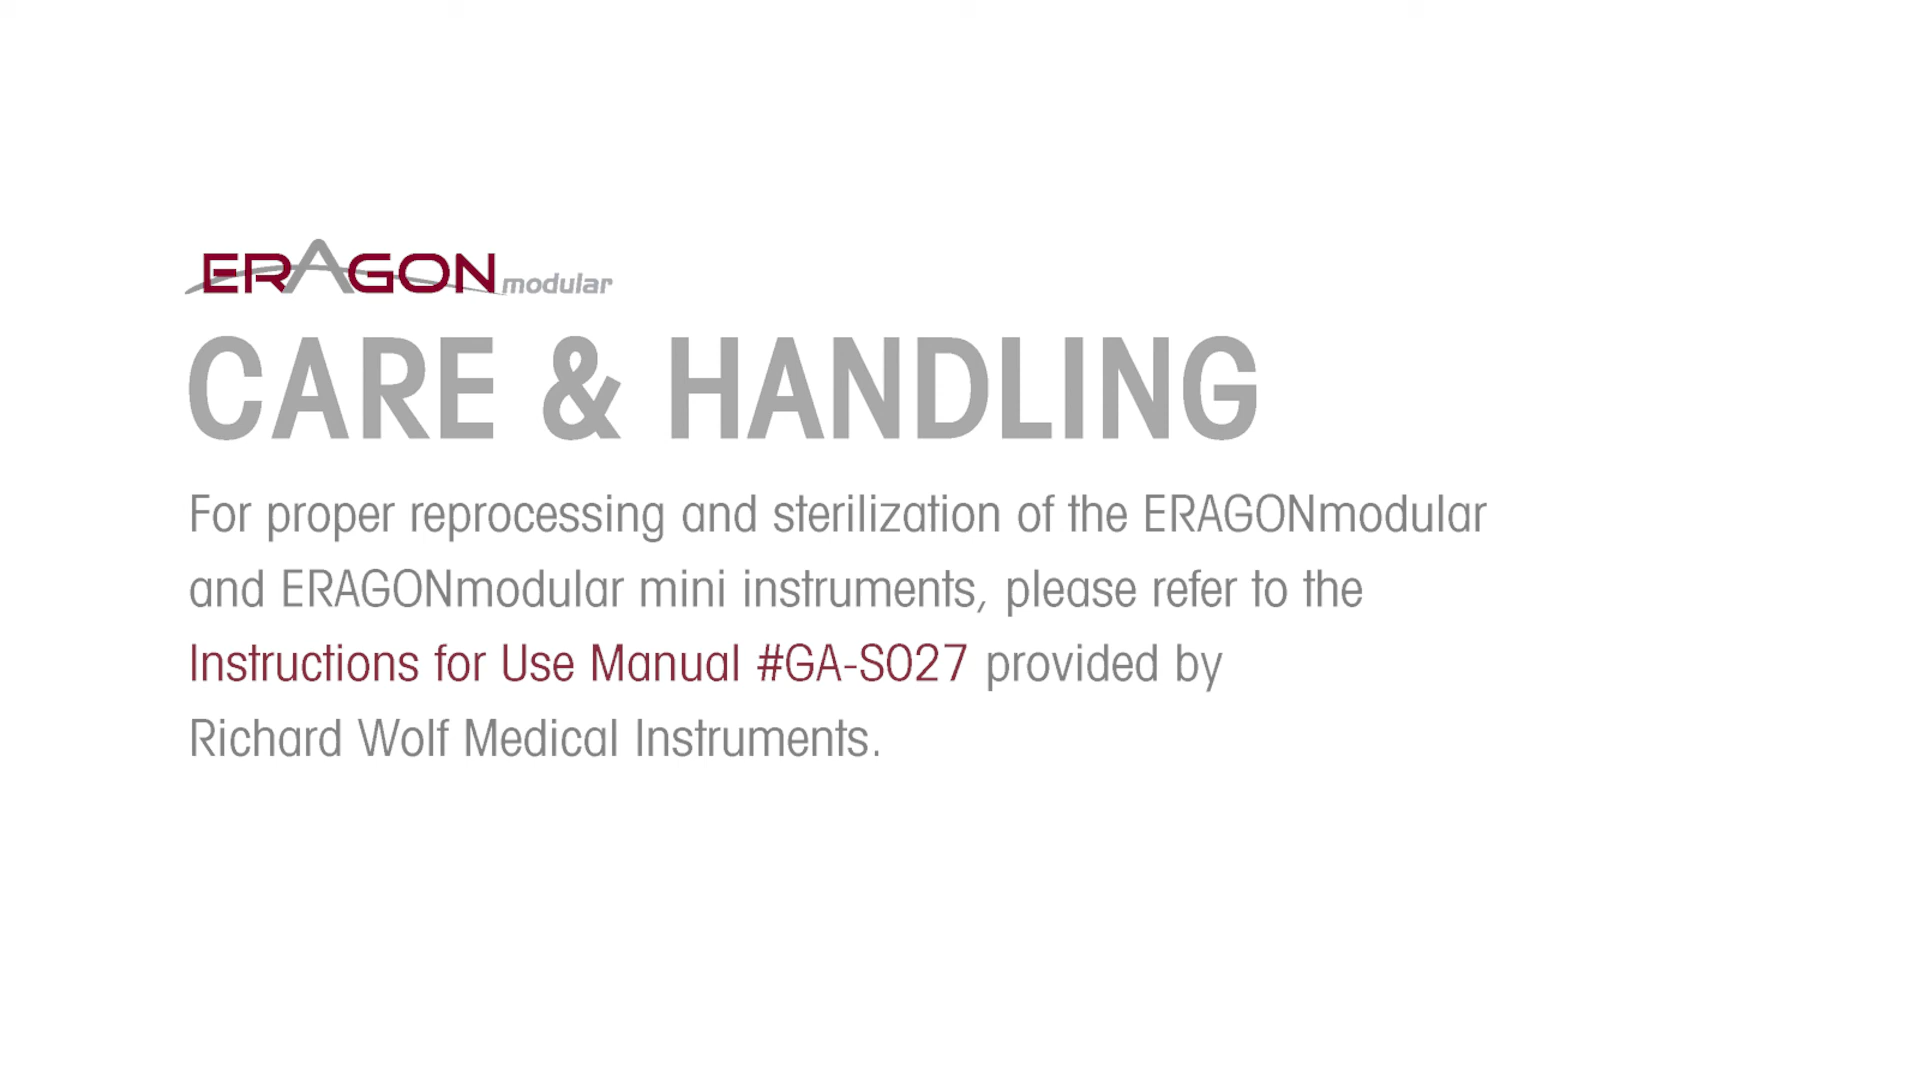 ERAGON modular
CARE & HANDLING
For proper reprocessing and sterilization of the ERAGONmodular
and ERAGONmodular mini instruments, please refer to the
Instructions for Use Manual #GA-S027 provided by
Richard Wolf Medical Instruments.